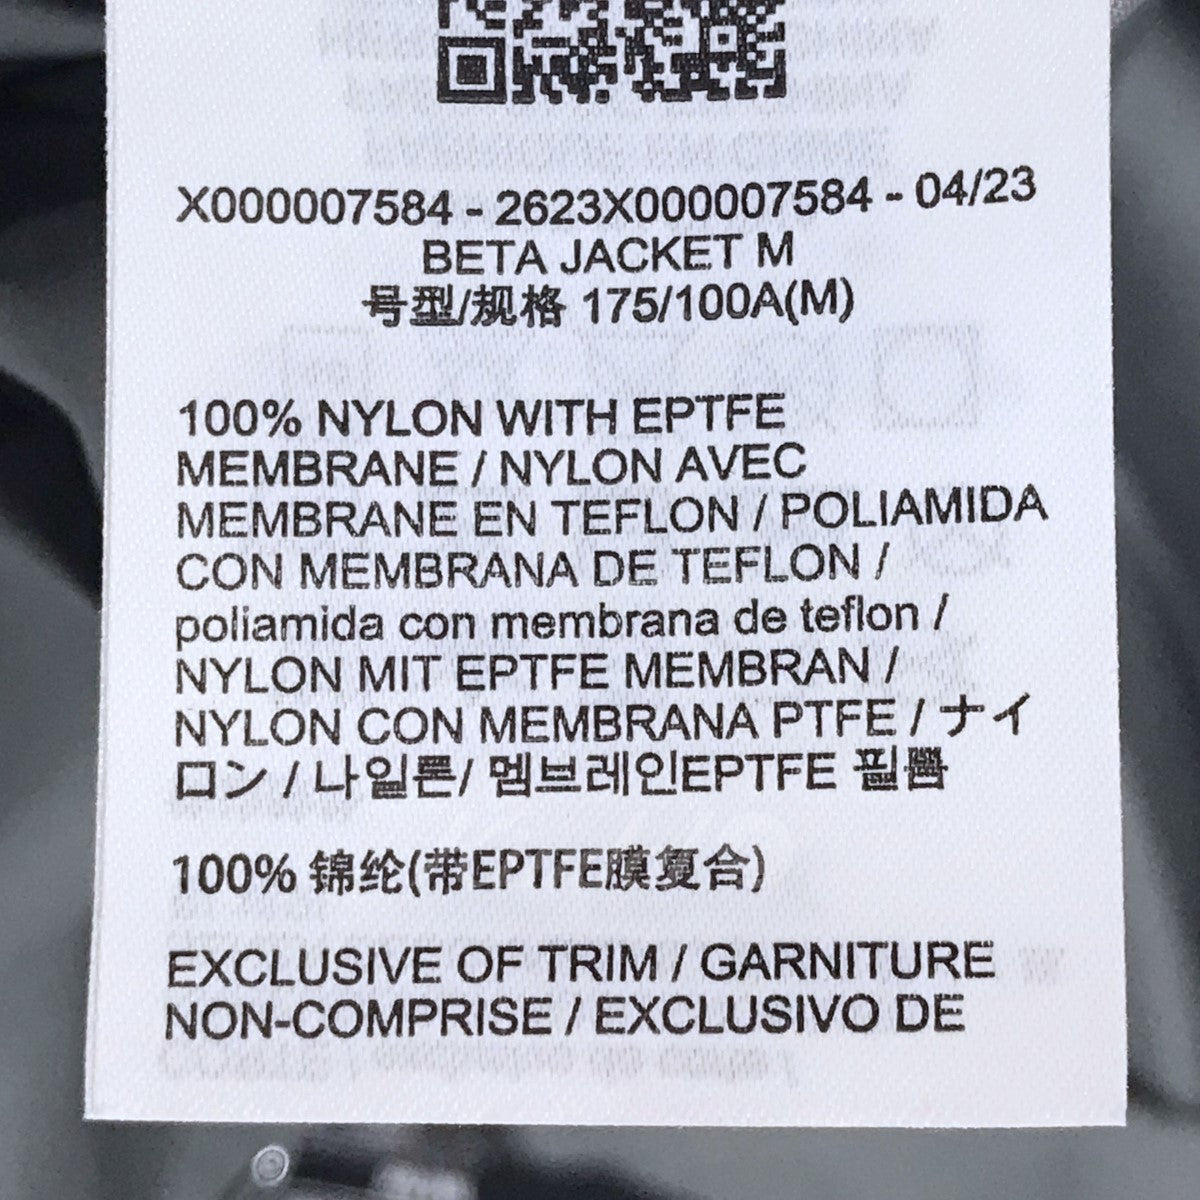 X000007584 - 2623X000007584 - 04/23
BETA JACKET M
号型/规格 175/100A(M)
100% NYLON WITH EPTFE
MEMBRANE / NYLON AVEC
MEMBRANE EN TEFLON / POLIAMIDA
CON MEMBRANA DE TEFLON /
poliamida con membrana de teflon /
NYLON MIT EPTFE MEMBRAN /
NYLON CON MEMBRANA PTFE / ナイ
ロン / 나일론/ 멤브레인EPTFE 필름
100% 锦纶(带EPTFE膜复合)
EXCLUSIVE OF TRIM / GARNITURE
NON-COMPRISE / EXCLUSIVO DE